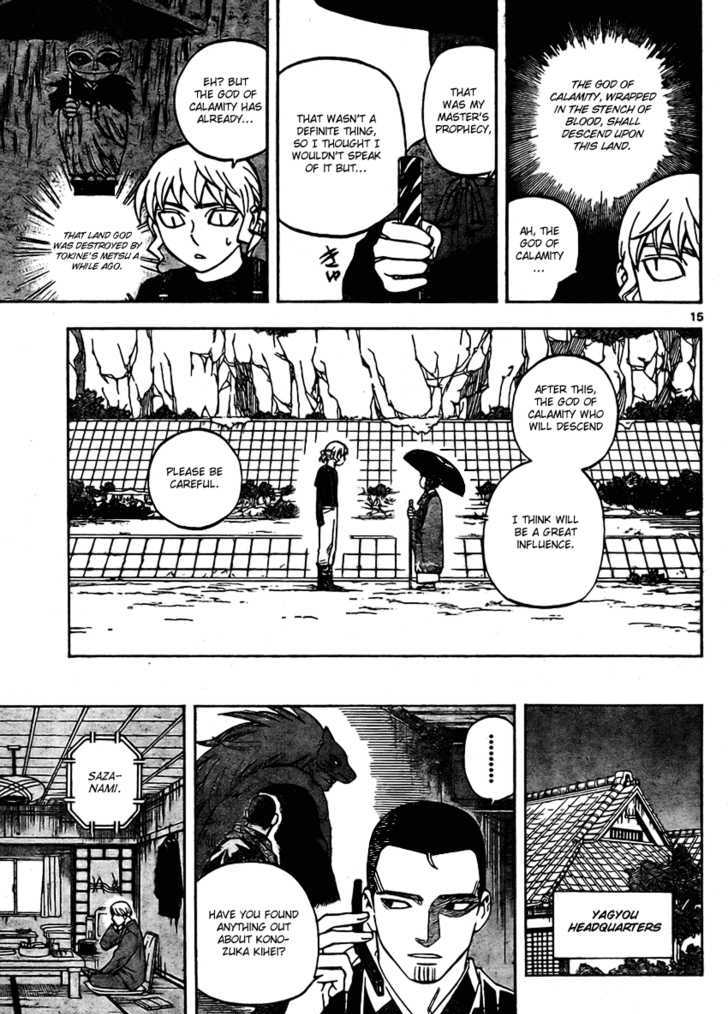 THE GOD OF
CALAMITY, WRAPPED
IN THE STENCH OF
BLOOD, SHALL
DESCEND UPON
THIS LAND.
AH, THE
GOD OF
CALAMITY
...
THAT
WAS MY
MASTER'S
PROPHECY,
THAT WASN'T A
DEFINITE THING,
SO I THOUGHT I
WOULDN'T SPEAK
OF IT BUT...
きゅ
EH? BUT
THE GOD OF
CALAMITY HAS
ALREADY...
THAT LAND GOD
WAS DESTROYED BY
TOKINE'S METSU A
WHILE AGO.
15
AFTER THIS,
THE GOD OF
CALAMITY WHO
WILL DESCEND
I THINK WILL
BE A GREAT
INFLUENCE.
PLEASE BE
CAREFUL.
YAGYOU
HEADQUARTERS
........
HAVE YOU FOUND
ANYTHING OUT
ABOUT KONO-
ZUKA KIHEI?
SAZA-
NAMI.